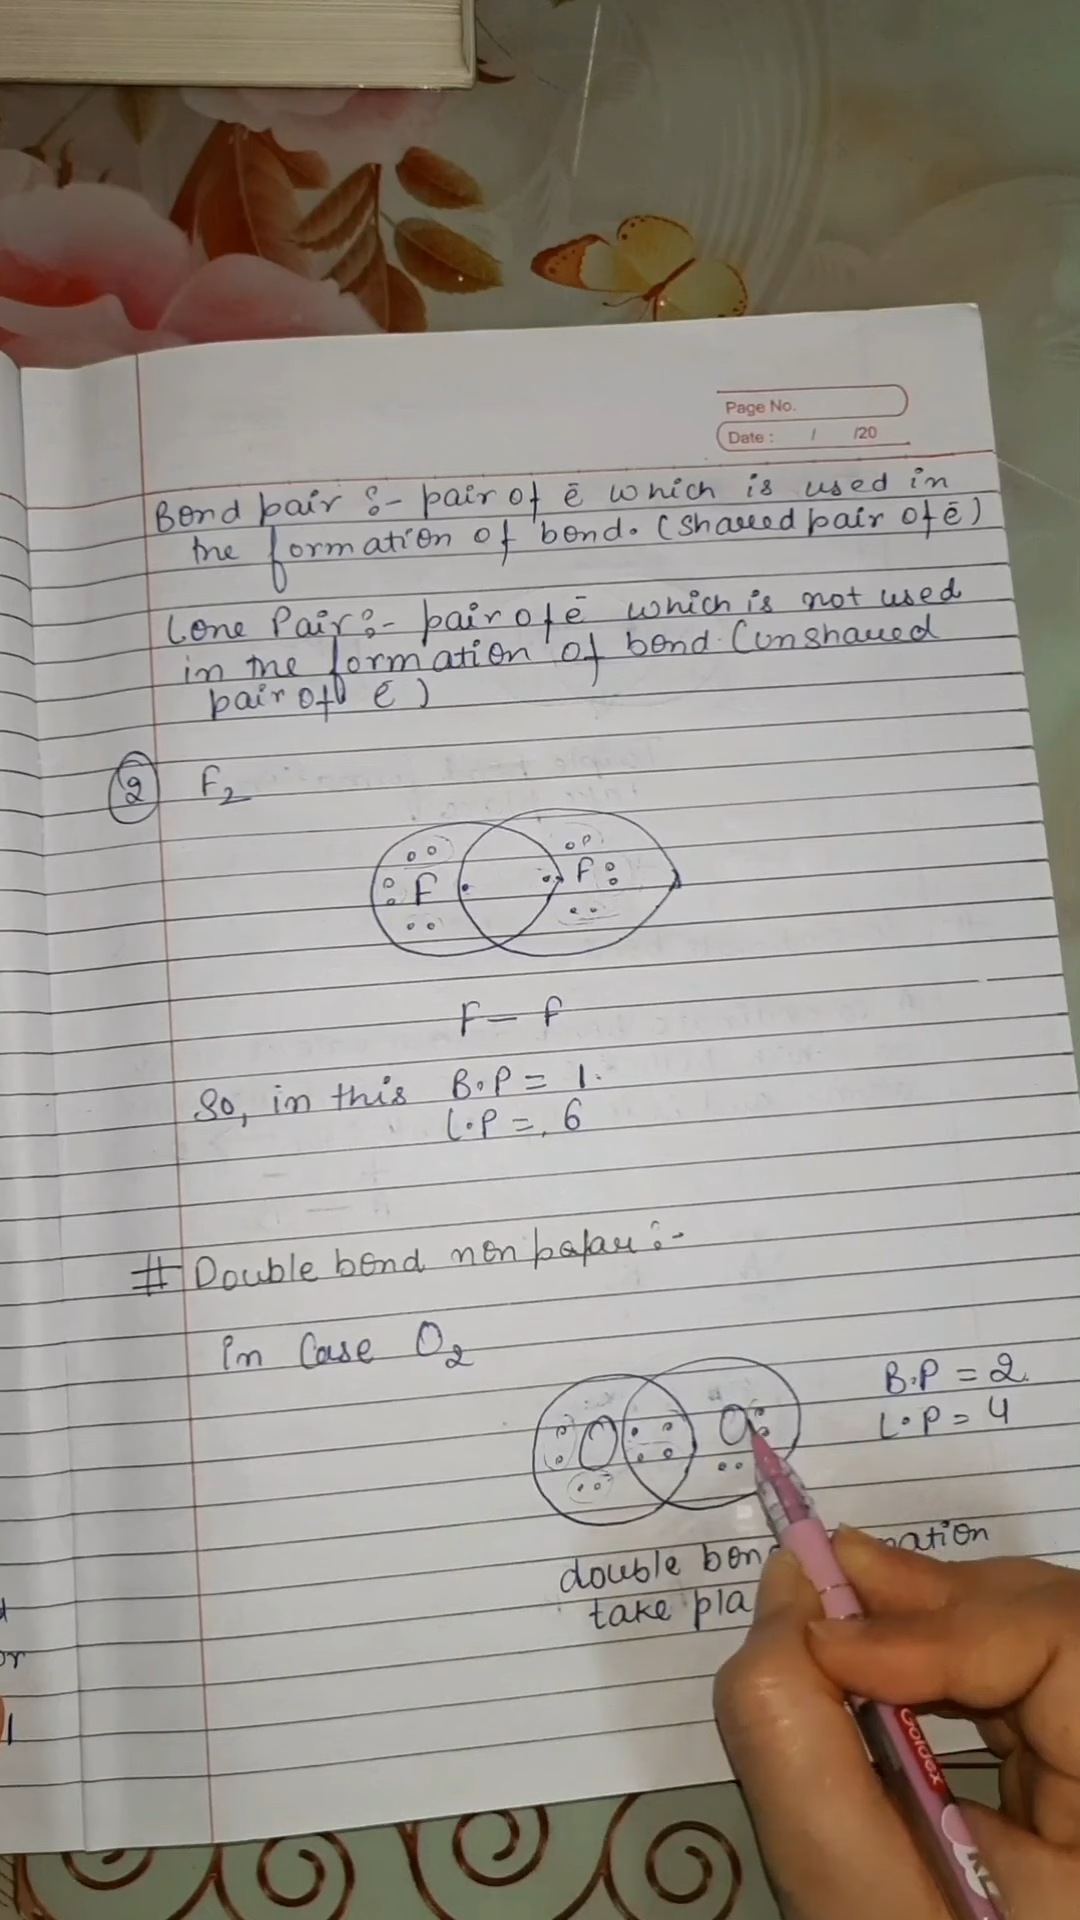 Page No.
Date : / /20
Bond pair :- pair of ē which is used in
the formation of bond. (shared pair of ē)
Lone Pair :- pair of ē which is not used
in the formation of bond (unshared
pair of ē)
2 F2
F F
F — F
So, in this B.P = 1.
L.P = 6
# Double bond non polar :-
in Case O2
B.P = 2
O O
L.P = 4
double bon ation
take pla
Goldex